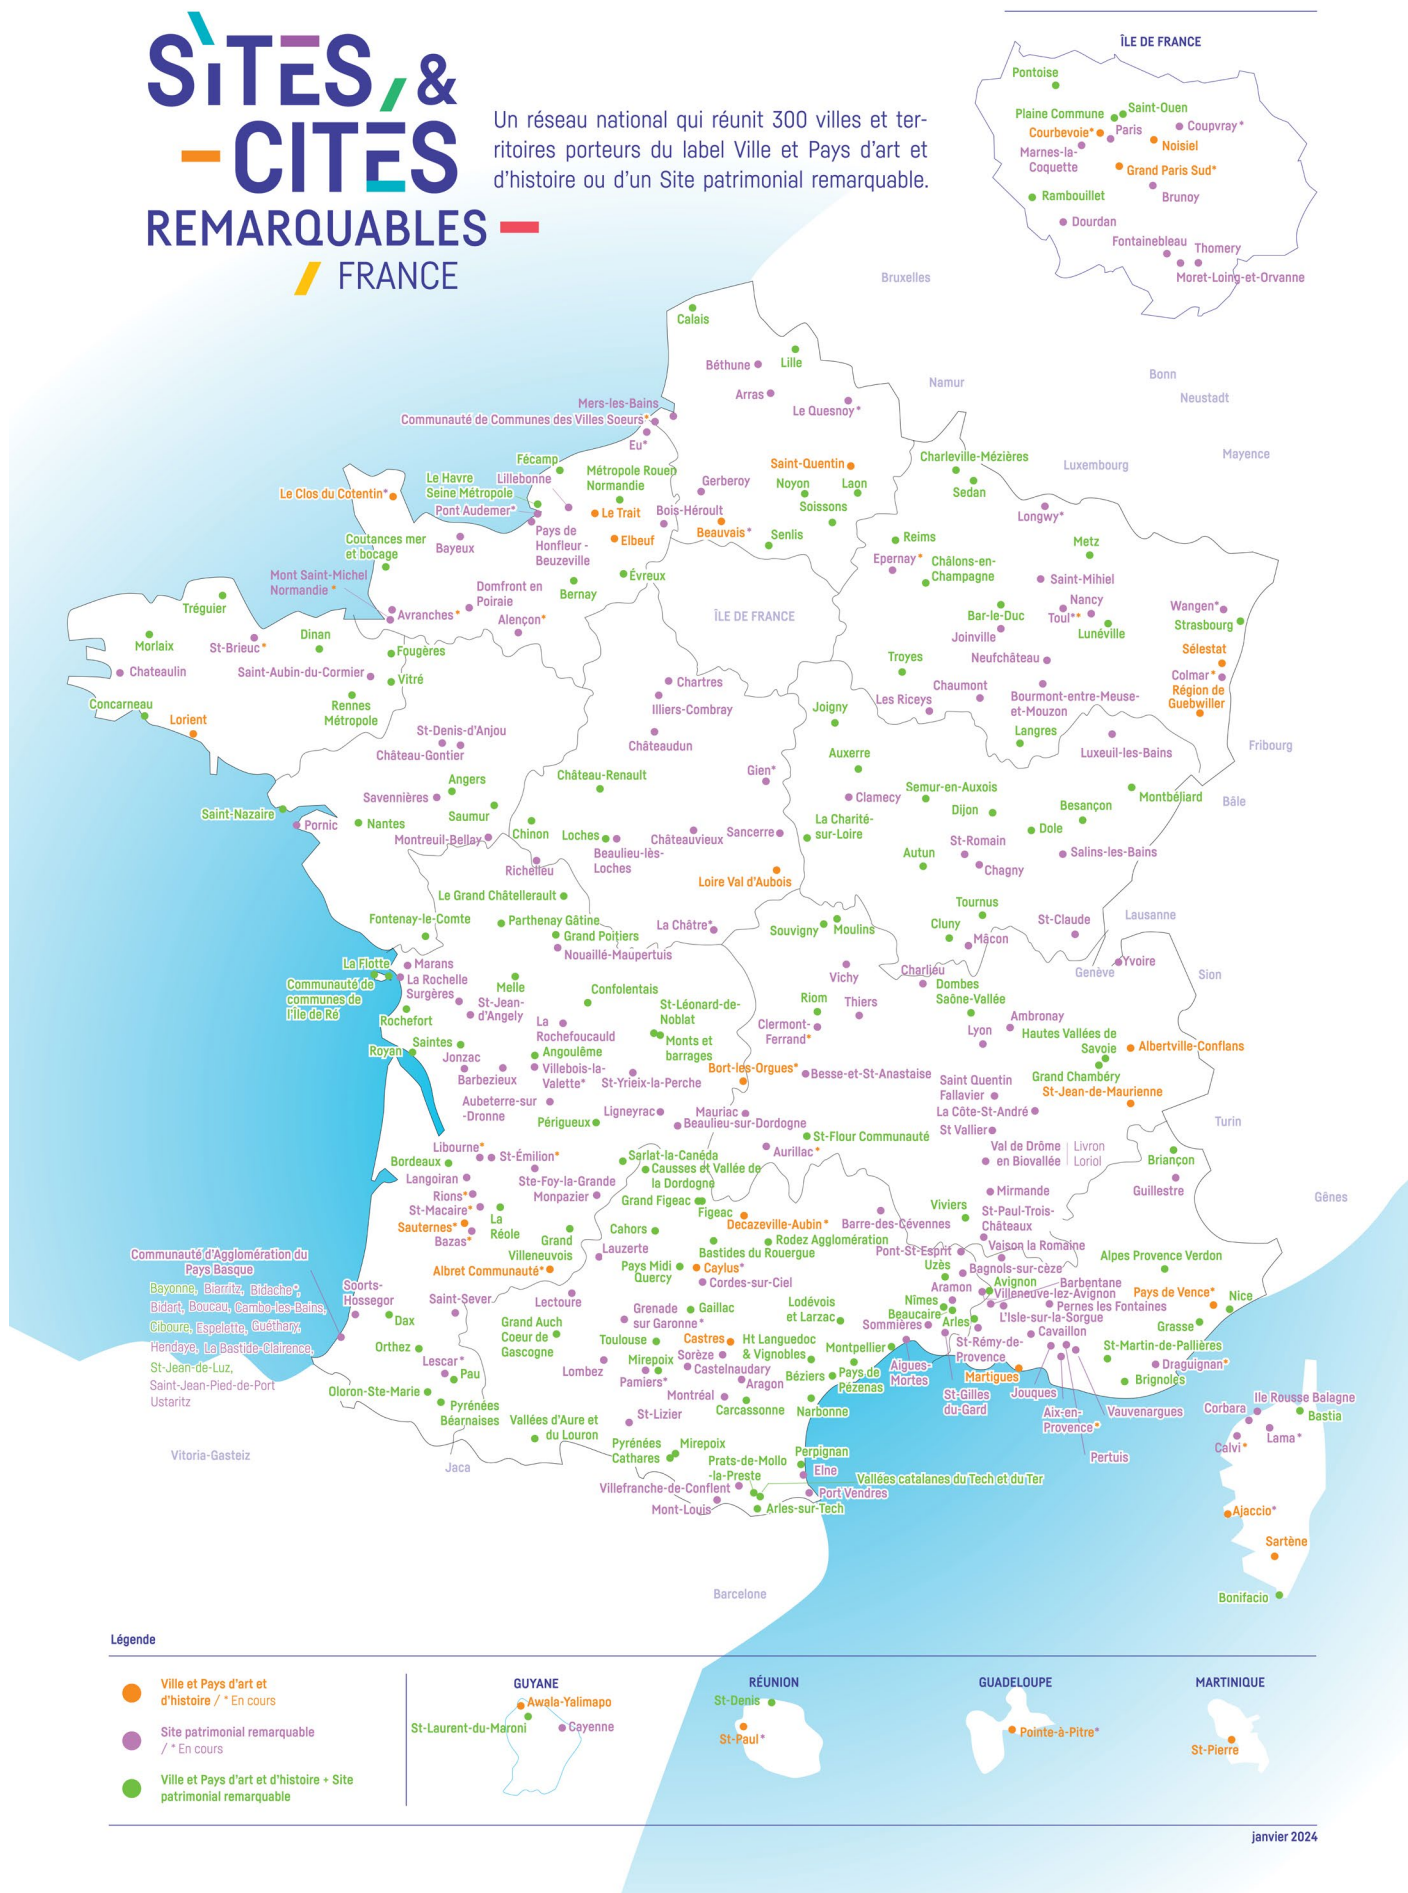 SITES &
CITÉS
REMARQUABLES
FRANCE
Un réseau national qui réunit 300 villes et ter-
ritoires porteurs du label Ville et Pays d'art et
d'histoire ou d'un Site patrimonial remarquable.
ÎLE DE FRANCE
Pontoise
Plaine Commune
Saint-Ouen
Courbevoie*
Paris
Coupvray*
Marnes-la-
Coquette
Noisiel
Grand Paris Sud*
Rambouillet
Brunoy
Dourdan
Fontainebleau
Thomery
Moret-Loing-et-Orvanne
Bruxelles
Calais
Béthune
Lille
Arras
Le Quesnoy*
Namur
Bonn
Neustadt
Mayence
Luxembourg
Mers-les-Bains
Communauté de Communes des Villes Soeurs*
Eu*
Fécamp
Le Havre
Seine Métropole
Lillebonne
Métropole Rouen
Normandie
Le Clos du Cotentin*
Pont Audemer*
Le Trait
Elbeuf
Gerberoy
Bois-Héroult
Beauvais*
Saint-Quentin
Noyon
Laon
Soissons
Senlis
Charleville-Mézières
Sedan
Longwy*
Metz
Reims
Epernay*
Châlons-en-
Champagne
Saint-Mihiel
Nancy
Toul**
Lunéville
Bar-le-Duc
Joinville
Neufchâteau
Wangen*
Strasbourg
Sélestat
Colmar*
Région de
Guebwiller
Coutances mer
et bocage
Bayeux
Pays de
Honfleur -
Beuzeville
Mont Saint-Michel
Normandie *
Avranches*
Domfront en
Poiraie
Alençon*
Bernay
Évreux
ÎLE DE FRANCE
Tréguier
Morlaix
St-Brieuc*
Dinan
Fougères
Chateaulin
Saint-Aubin-du-Cormier
Vitré
Concarneau
Lorient
Rennes
Métropole
Chartres
Illiers-Combray
Châteaudun
Troyes
Les Riceys
Chaumont
Bourmont-entre-Meuse-
et-Mouzon
Langres
Luxeuil-les-Bains
Joigny
Auxerre
Fribourg
Bâle
St-Denis-d'Anjou
Château-Gontier
Angers
Savennières
Saumur
Château-Renault
Gien*
Clamecy
Semur-en-Auxois
Dijon
Besançon
Montbéliard
Saint-Nazaire
Pornic
Nantes
Montreuil-Bellay
Chinon
Loches
Beaulieu-lès-
Loches
Châteauvieux
Sancerre
La Charité-
sur-Loire
Dole
St-Romain
Salins-les-Bains
Autun
Chagny
Richelieu
Loire Val d'Aubois
Le Grand Châtellerault
Fontenay-le-Comte
Parthenay Gâtine
Grand Poitiers
Nouaillé-Maupertuis
La Châtre*
Souvigny
Moulins
Tournus
Cluny
Mâcon
St-Claude
Lausanne
Yvoire
Genève
Sion
La Flotte
Marans
La Rochelle
Surgères
Communauté de
communes de
l'Île de Ré
Rochefort
Melle
St-Jean-
d'Angely
Confolentais
St-Léonard-de-
Noblat
Monts et
barrages
La
Rochefoucauld
Vichy
Charlieu
Dombes
Saône-Vallée
Riom
Thiers
Clermont-
Ferrand*
Ambronay
Lyon
Hautes Vallées de
Savoie
Albertville-Conflans
Grand Chambéry
St-Jean-de-Maurienne
Royan
Saintes
Jonzac
Barbezieux
Angoulême
Villebois-la-
Valette*
St-Yrieix-la-Perche
Bort-les-Orgues*
Besse-et-St-Anastaise
Saint Quentin
Fallavier
La Côte-St-André
St Vallier
Aubeterre-sur
-Dronne
Périgueux
Ligneyrac
Mauriac
Beaulieu-sur-Dordogne
St-Flour Communauté
Aurillac*
Val de Drôme
en Biovallée
Livron
Loriol
Turin
Briançon
Guillestre
Gênes
Libourne*
Bordeaux
St-Émilion*
Langoiran
Ste-Foy-la-Grande
Monpazier
Rions*
St-Macaire*
Sauternes*
Bazas*
La
Réole
Grand
Villeneuvois
Albret Communauté*
Sarlat-la-Canéda
Causses et Vallée de
la Dordogne
Grand Figeac
Figeac
Cahors
Decazeville-Aubin*
Rodez Agglomération
Bastides du Rouergue
Lauzerte
Pays Midi
Quercy
Caylus*
Cordes-sur-Ciel
Barre-des-Cévennes
Viviers
Mirmande
St-Paul-Trois-
Châteaux
Pont-St-Esprit
Vaison la Romaine
Bagnols-sur-cèze
Uzès
Aramon
Avignon
Villeneuve-lez-Avignon
Barbentane
Pernes les Fontaines
Nîmes
Beaucaire
Arles
L'Isle-sur-la-Sorgue
Sommières
Cavaillon
St-Rémy-de-
Provence
Alpes Provence Verdon
Pays de Vence*
Nice
Grasse
St-Martin-de-Pallières
Draguignan*
Brignoles
Communauté d'Agglomération du
Pays Basque
Bayonne, Biarritz, Bidache*,
Bidart, Boucau, Cambo-les-Bains,
Ciboure, Espelette, Guéthary,
Hendaye, La Bastide-Clairence,
St-Jean-de-Luz,
Saint-Jean-Pied-de-Port
Ustaritz
Soorts-
Hossegor
Dax
Saint-Sever
Lectoure
Grand Auch
Coeur de
Gascogne
Grenade
sur Garonne*
Gaillac
Lodévois
et Larzac
Toulouse
Castres
Ht Languedoc
& Vignobles
Montpellier
Orthez
Lescar*
Pau
Lombez
Mirepoix
Pamiers*
Sorèze
Castelnaudary
Aragon
Béziers
Pays de
Pézenas
Aigues-
Mortes
St-Gilles
du-Gard
Martigues
Jouques
Aix-en-
Provence*
Vauvenargues
Pertuis
Oloron-Ste-Marie
Pyrénées
Béarnaises
Vallées d'Aure et
du Louron
Montréal
Carcassonne
Narbonne
St-Lizier
Pyrénées
Cathares
Mirepoix
Prats-de-Mollo
-la-Preste
Perpignan
Elne
Vallées catalanes du Tech et du Ter
Villefranche-de-Conflent
Port Vendres
Mont-Louis
Arles-sur-Tech
Vitoria-Gasteiz
Jaca
Barcelone
Ile Rousse Balagne
Corbara
Bastia
Lama*
Calvi*
Ajaccio*
Sartène
Bonifacio
Légende
Ville et Pays d'art et
d'histoire / * En cours
Site patrimonial remarquable
/ * En cours
Ville et Pays d'art et d'histoire + Site
patrimonial remarquable
GUYANE
Awala-Yalimapo
St-Laurent-du-Maroni
Cayenne
RÉUNION
St-Denis
St-Paul*
GUADELOUPE
Pointe-à-Pitre*
MARTINIQUE
St-Pierre
janvier 2024